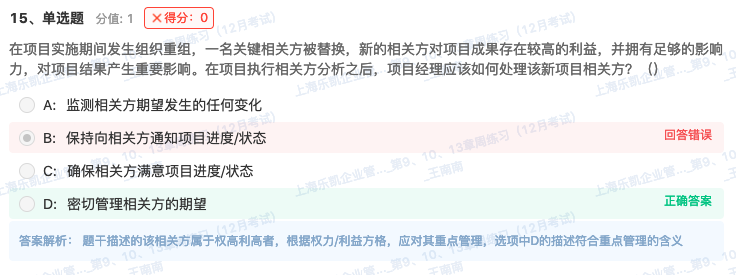 15、单选题 分值: 1 ✕得分：0
在项目实施期间发生组织重组，一名关键相关方被替换，新的相关方对项目成果存在较高的利益，并拥有足够的影响
力，对项目结果产生重要影响。在项目执行相关方分析之后，项目经理应该如何处理该新项目相关方？（）
A: 监测相关方期望发生的任何变化
B: 保持向相关方通知项目进度/状态
回答错误
C: 确保相关方满意项目进度/状态
D: 密切管理相关方的期望
正确答案
答案解析： 题干描述的该相关方属于权高利高者，根据权力/利益方格，应对其重点管理，选项中D的描述符合重点管理的含义
上海乐凯企业管..._第9、10、13章周练习（12月考试）
_王南南